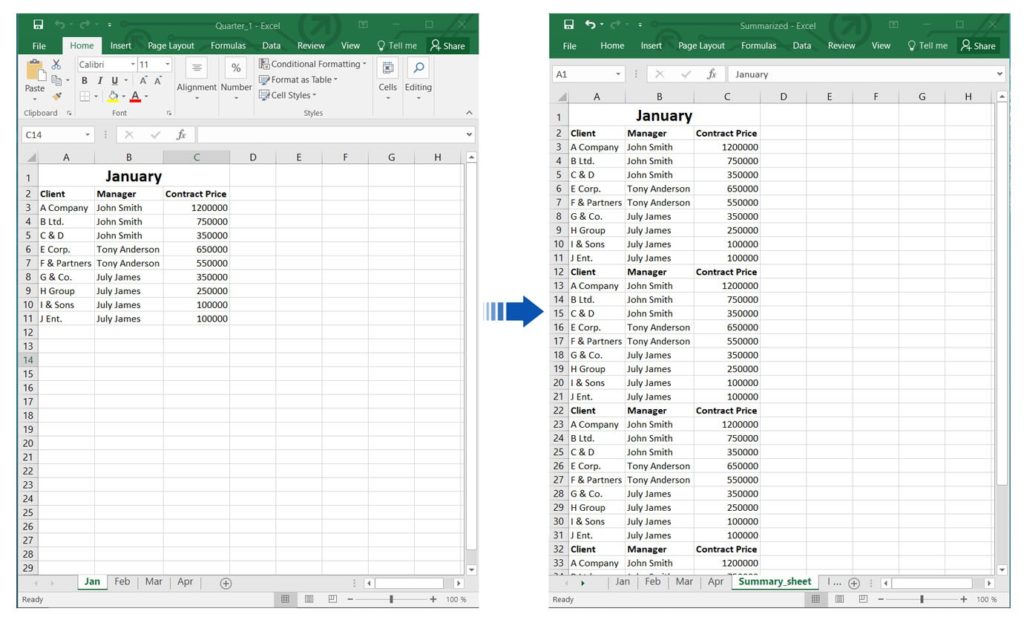 Quarter_1 - Excel
File Home Insert Page Layout Formulas Data Review View Tell me Share
Paste
Calibri 11
B I U A A
A
Alignment
%
Number
Conditional Formatting
Format as Table
Cell Styles
Cells
Editing
Clipboard Font Styles
C14 fx
A B C D E F G H
1 January
2 Client Manager Contract Price
3 A Company John Smith 1200000
4 B Ltd. John Smith 750000
5 C & D John Smith 350000
6 E Corp. Tony Anderson 650000
7 F & Partners Tony Anderson 550000
8 G & Co. July James 350000
9 H Group July James 250000
10 I & Sons July James 100000
11 J Ent. July James 100000
12
13
14
15
16
17
18
19
20
21
22
23
24
25
26
27
28
29
Jan Feb Mar Apr
Ready 100 %
Summarized - Excel
File Home Insert Page Layout Formulas Data Review View Tell me Share
A1 fx January
A B C D E F G H
1 January
2 Client Manager Contract Price
3 A Company John Smith 1200000
4 B Ltd. John Smith 750000
5 C & D John Smith 350000
6 E Corp. Tony Anderson 650000
7 F & Partners Tony Anderson 550000
8 G & Co. July James 350000
9 H Group July James 250000
10 I & Sons July James 100000
11 J Ent. July James 100000
12 Client Manager Contract Price
13 A Company John Smith 1200000
14 B Ltd. John Smith 750000
15 C & D John Smith 350000
16 E Corp. Tony Anderson 650000
17 F & Partners Tony Anderson 550000
18 G & Co. July James 350000
19 H Group July James 250000
20 I & Sons July James 100000
21 J Ent. July James 100000
22 Client Manager Contract Price
23 A Company John Smith 1200000
24 B Ltd. John Smith 750000
25 C & D John Smith 350000
26 E Corp. Tony Anderson 650000
27 F & Partners Tony Anderson 550000
28 G & Co. July James 350000
29 H Group July James 250000
30 I & Sons July James 100000
31 J Ent. July James 100000
32 Client Manager Contract Price
33 A Company John Smith 1200000
Jan Feb Mar Apr Summary_sheet ...
Ready 100 %